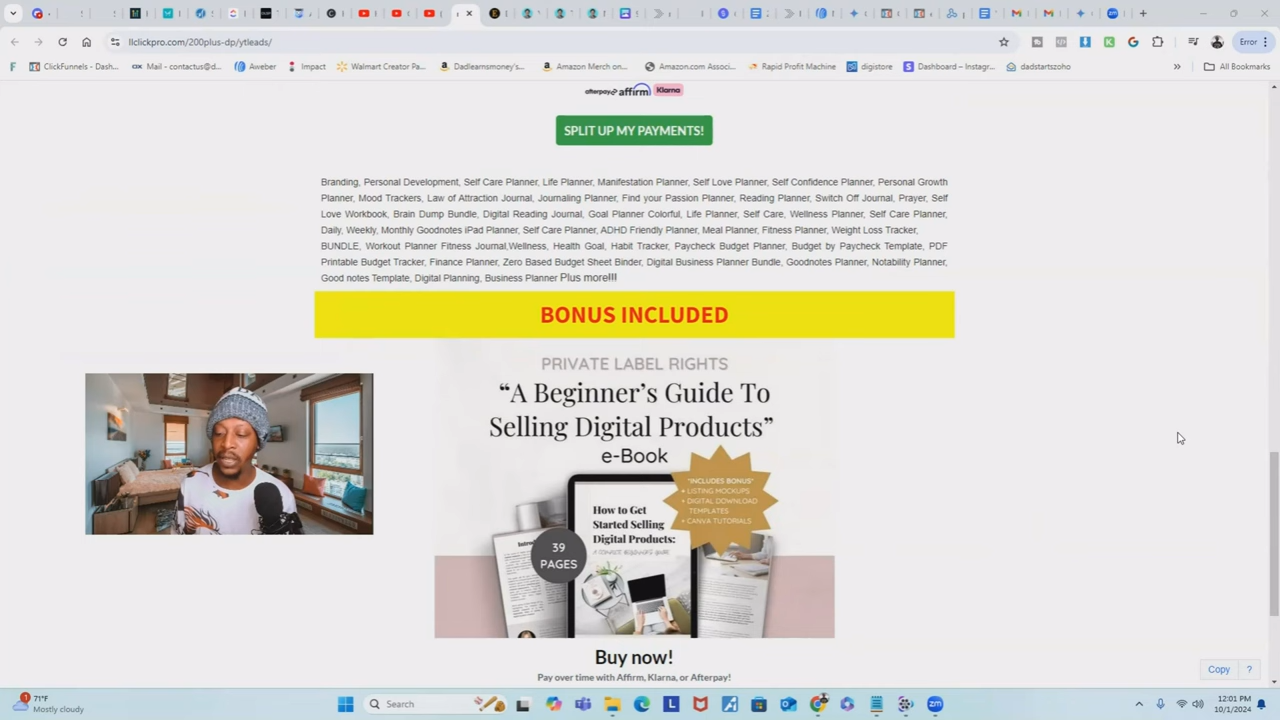 llclickpro.com/200plus-dp/ytleads/
Error
ClickFunnels - Dash...
Mail - contactus@d...
Aweber
Impact
Walmart Creator Pa...
Dadlearnsmoney's...
Amazon Merch on...
Amazon.com Associ...
Rapid Profit Machine
digistore
Dashboard – Instagr...
dadstartszoho
»
All Bookmarks
afterpay affirm Klarna
SPLIT UP MY PAYMENTS!
Branding, Personal Development, Self Care Planner, Life Planner, Manifestation Planner, Self Love Planner, Self Confidence Planner, Personal Growth
Planner, Mood Trackers, Law of Attraction Journal, Journaling Planner, Find your Passion Planner, Reading Planner, Switch Off Journal, Prayer, Self
Love Workbook, Brain Dump Bundle, Digital Reading Journal, Goal Planner Colorful, Life Planner, Self Care, Wellness Planner, Self Care Planner,
Daily, Weekly, Monthly Goodnotes iPad Planner, Self Care Planner, ADHD Friendly Planner, Meal Planner, Fitness Planner, Weight Loss Tracker,
BUNDLE, Workout Planner Fitness Journal,Wellness, Health Goal, Habit Tracker, Paycheck Budget Planner, Budget by Paycheck Template, PDF
Printable Budget Tracker, Finance Planner, Zero Based Budget Sheet Binder, Digital Business Planner Bundle, Goodnotes Planner, Notability Planner,
Good notes Template, Digital Planning, Business Planner Plus more!!!
BONUS INCLUDED
PRIVATE LABEL RIGHTS
“A Beginner’s Guide To
Selling Digital Products”
e-Book
"INCLUDES BONUS"
+ LISTING MOCKUPS
+ DIGITAL DOWNLOAD
TEMPLATES
+ CANVA TUTORIALS
How to Get
Started Selling
Digital Products:
A COMPLETE BEGINNERS GUIDE
39
PAGES
Buy now!
Pay over time with Affirm, Klarna, or Afterpay!
Copy
?
1
71°F
Mostly cloudy
Search
12:01 PM
10/1/2024